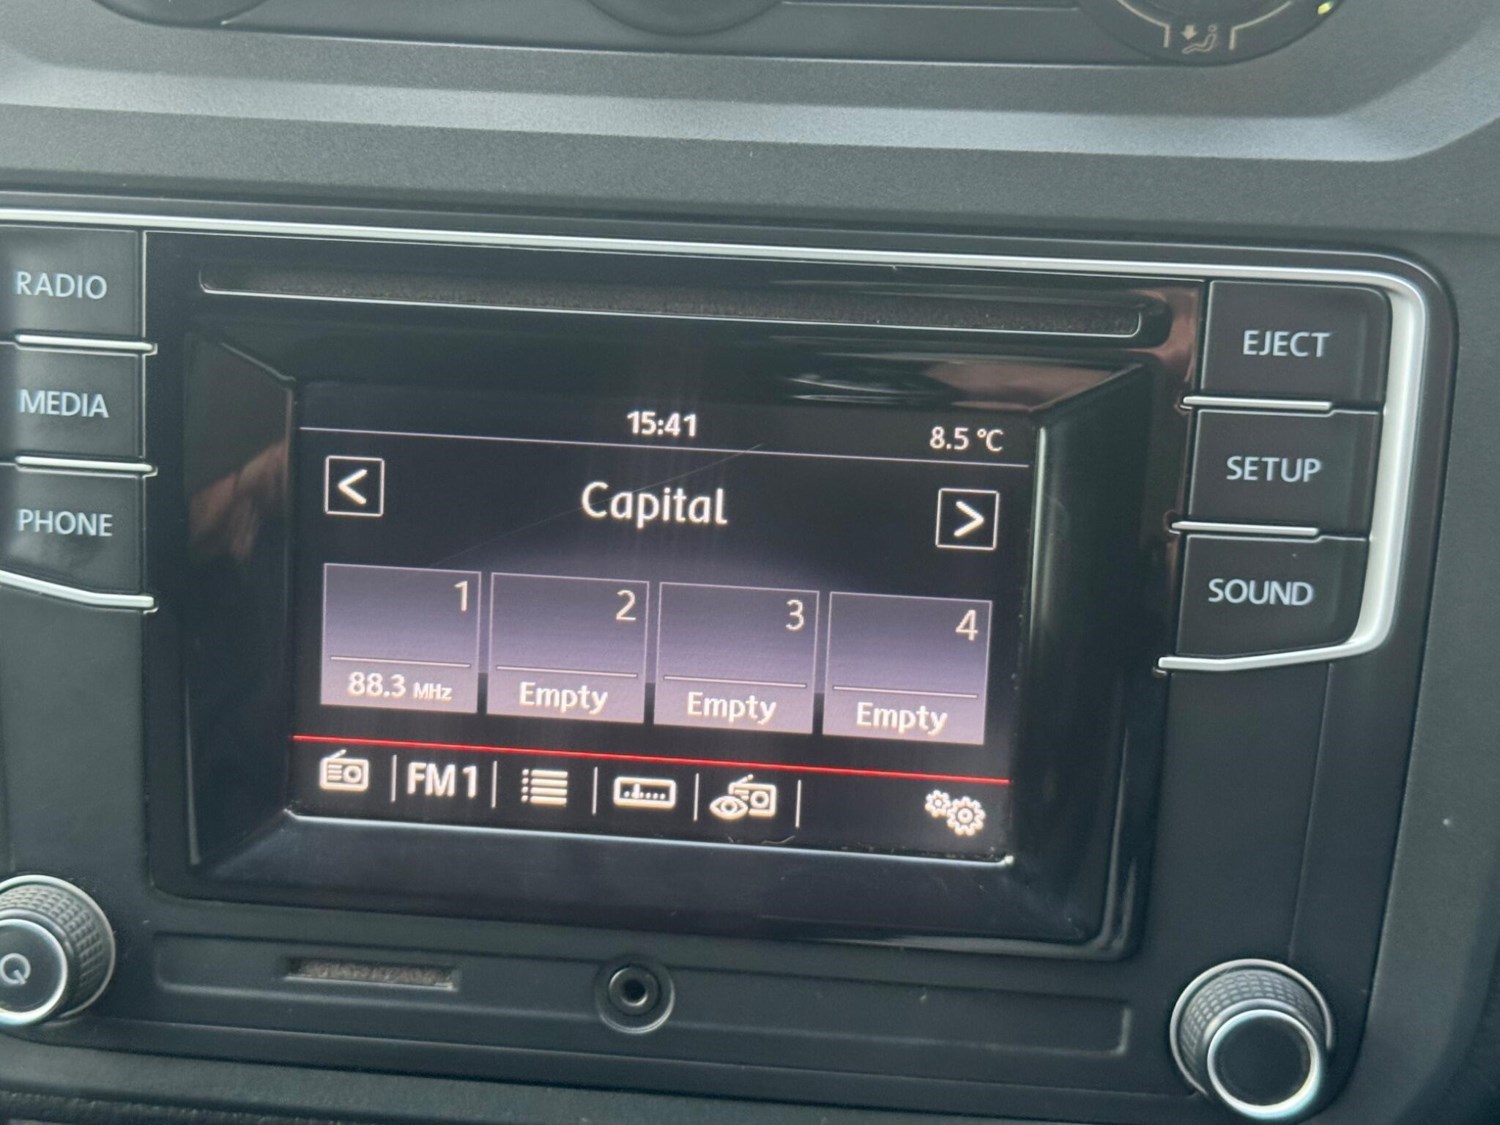 RADIO
MEDIA
PHONE
15:41
8.5 °C
<
Capital
>
1
2
3
4
88.3 MHz
Empty
Empty
Empty
FM1
EJECT
SETUP
SOUND